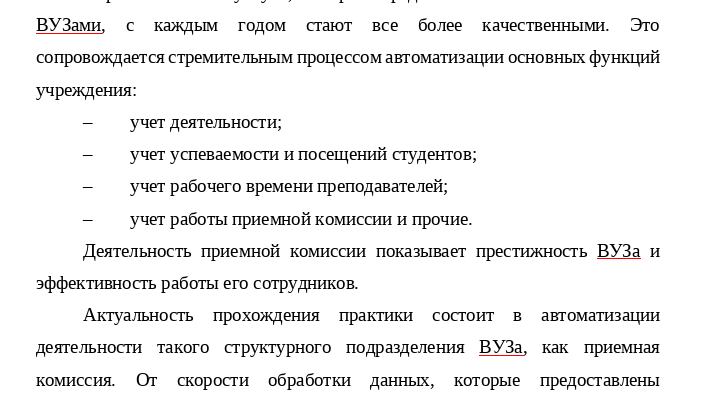 ВУЗами, с каждым годом стают все более качественными. Это
сопровождается стремительным процессом автоматизации основных функций
учреждения:
– учет деятельности;
– учет успеваемости и посещений студентов;
– учет рабочего времени преподавателей;
– учет работы приемной комиссии и прочие.
Деятельность приемной комиссии показывает престижность ВУЗа и
эффективность работы его сотрудников.
Актуальность прохождения практики состоит в автоматизации
деятельности такого структурного подразделения ВУЗа, как приемная
комиссия. От скорости обработки данных, которые предоставлены